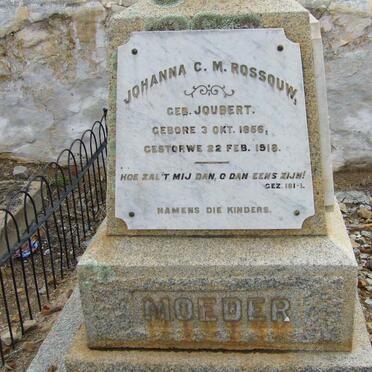 JOHANNA C. M. ROSSOUW,
GEB. JOUBERT.
GEBORE 3 OKT. 1856,
GESTORWE 22 FEB. 1918.
HOE ZAL'T MIJ DAN, O DAN EENS ZIJN!
GEZ. 181-1.
NAMENS DIE KINDERS.
MOEDER